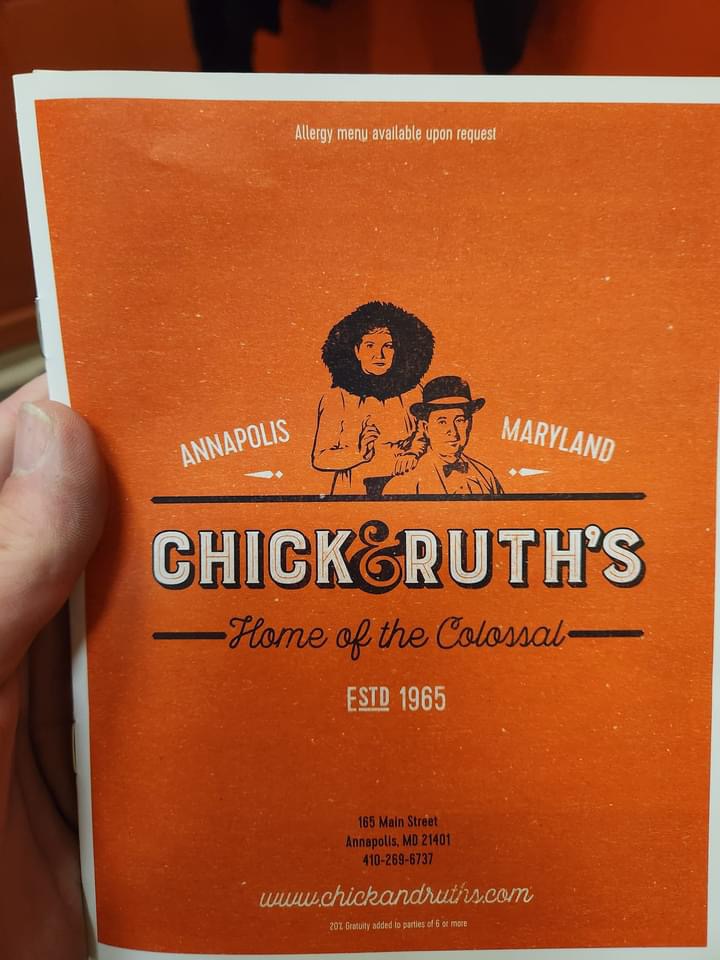 Allergy menu available upon request
ANNAPOLIS MARYLAND
CHICK&RUTH'S
Home of the Colossal
ESTD 1965
165 Main Street
Annapolis, MD 21401
410-269-6737
www.chickandruths.com
20% Gratuity added to parties of 6 or more